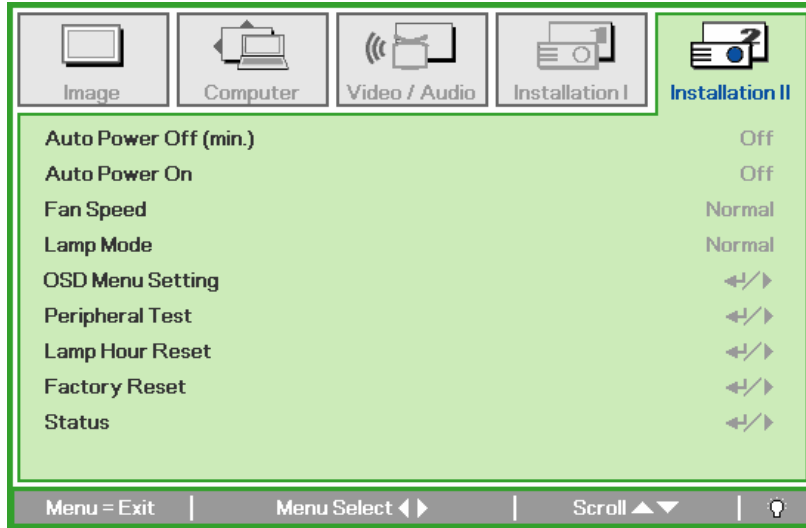 Image Computer Video / Audio Installation I Installation II
Auto Power Off (min.) Off
Auto Power On Off
Fan Speed Normal
Lamp Mode Normal
OSD Menu Setting
Peripheral Test
Lamp Hour Reset
Factory Reset
Status
Menu = Exit Menu Select Scroll